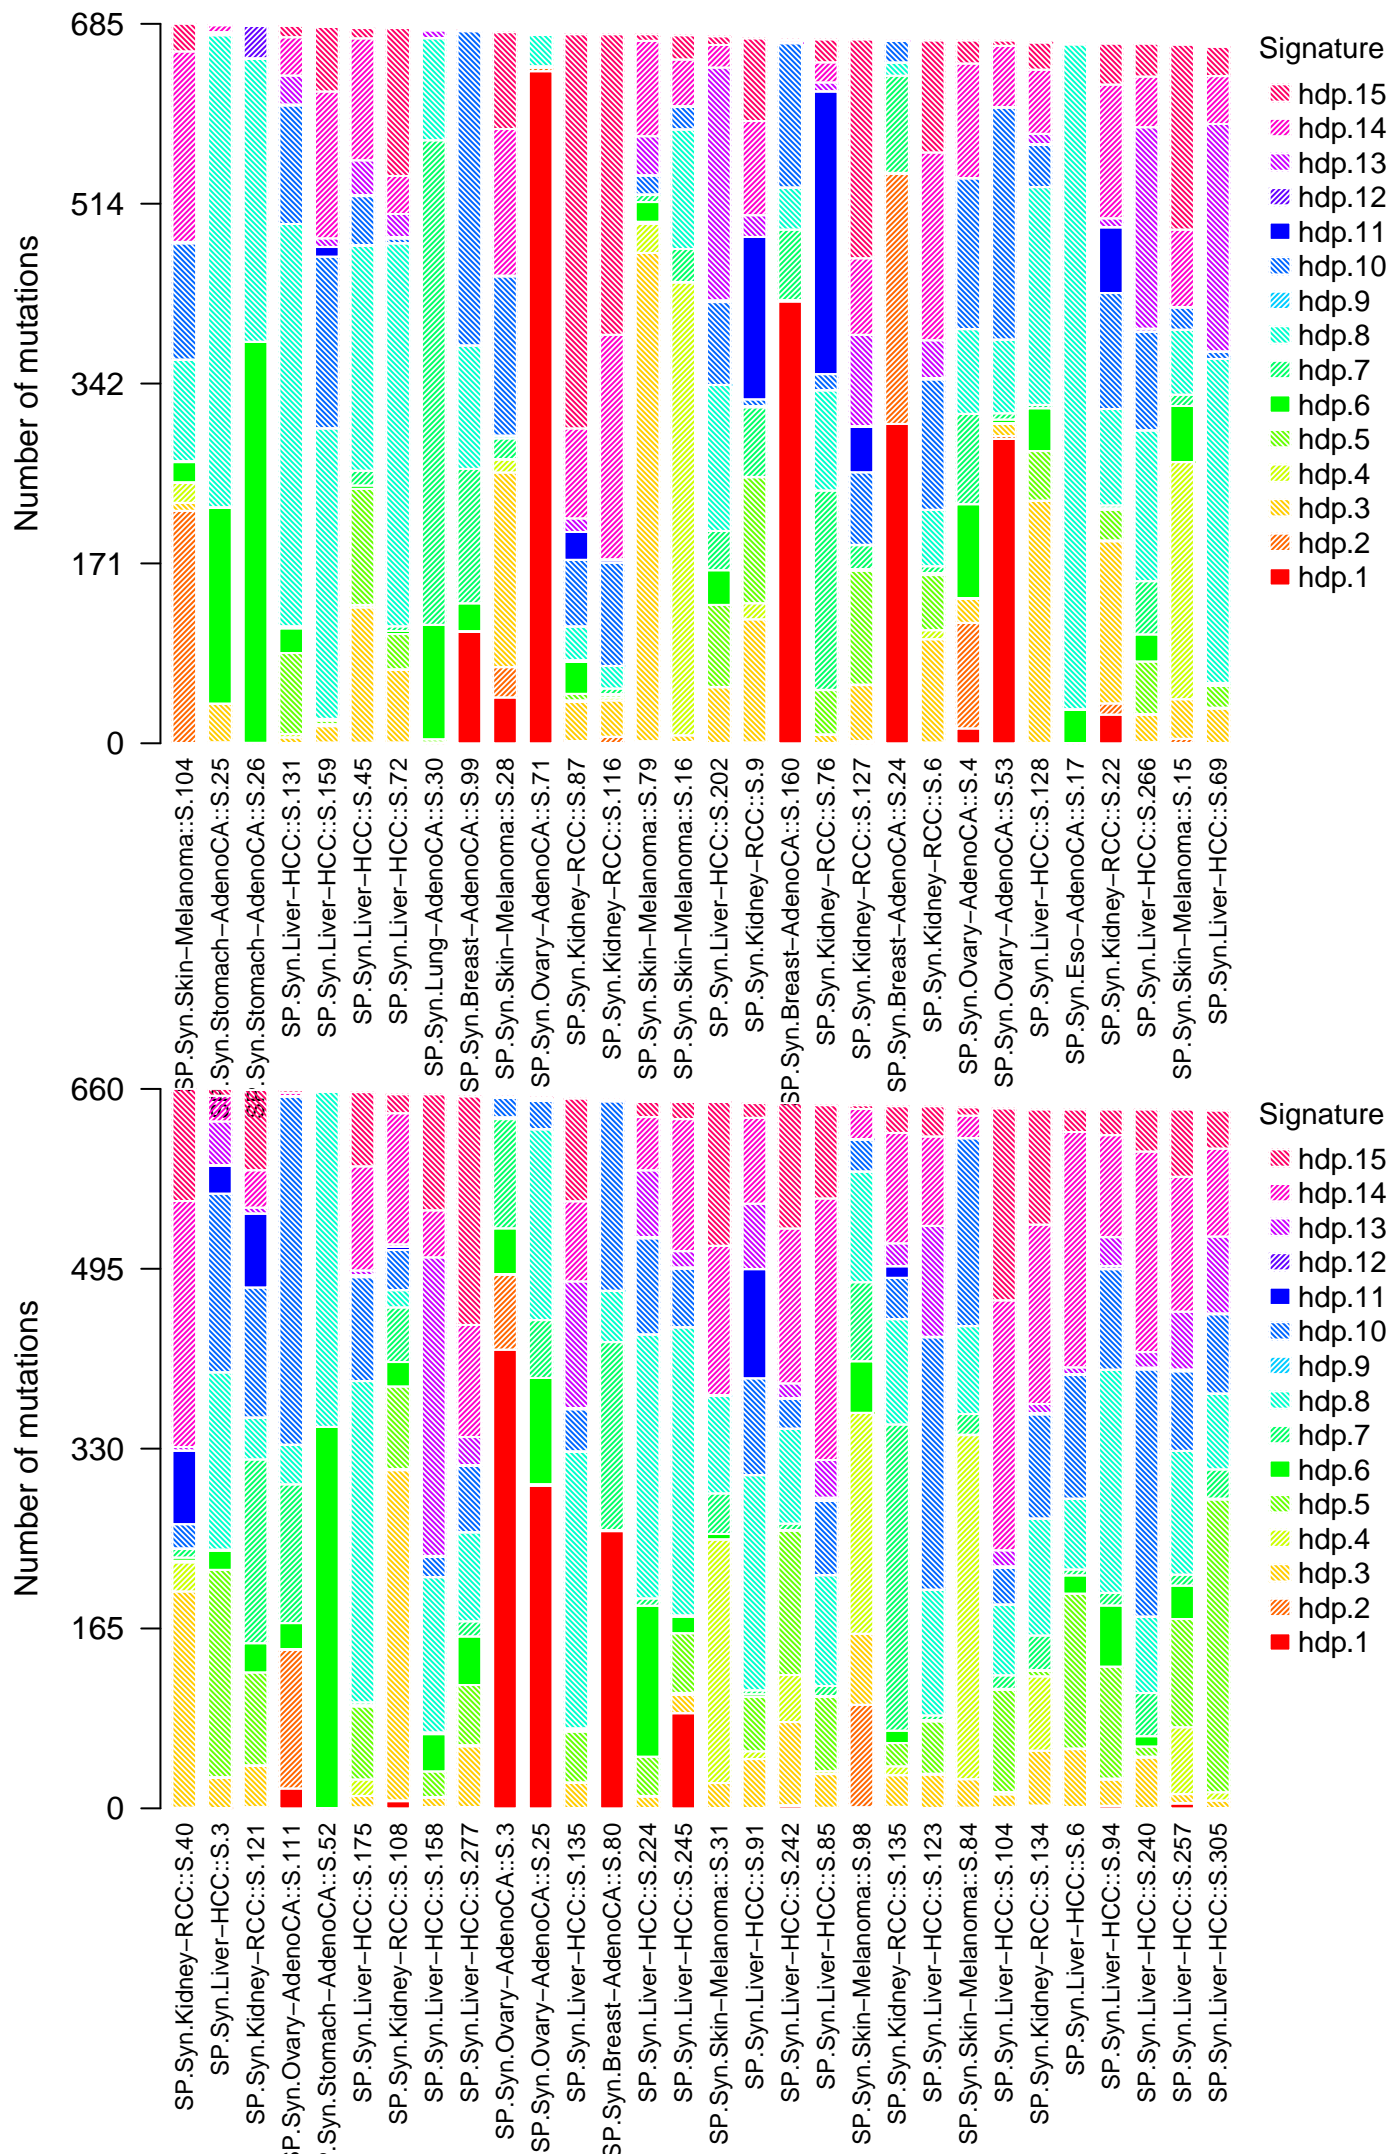 Number of mutations
685
514
342
171
0
Signature
hdp.15
hdp.14
hdp.13
hdp.12
hdp.11
hdp.10
hdp.9
hdp.8
hdp.7
hdp.6
hdp.5
hdp.4
hdp.3
hdp.2
hdp.1
SP.Syn.Skin−Melanoma::S.104
SP.Syn.Stomach−AdenoCA::S.25
SP.Syn.Stomach−AdenoCA::S.26
SP.Syn.Liver−HCC::S.131
SP.Syn.Liver−HCC::S.159
SP.Syn.Liver−HCC::S.45
SP.Syn.Liver−HCC::S.72
SP.Syn.Lung−AdenoCA::S.30
SP.Syn.Breast−AdenoCA::S.99
SP.Syn.Skin−Melanoma::S.28
SP.Syn.Ovary−AdenoCA::S.71
SP.Syn.Kidney−RCC::S.87
SP.Syn.Kidney−RCC::S.116
SP.Syn.Skin−Melanoma::S.79
SP.Syn.Skin−Melanoma::S.16
SP.Syn.Liver−HCC::S.202
SP.Syn.Kidney−RCC::S.9
SP.Syn.Breast−AdenoCA::S.160
SP.Syn.Kidney−RCC::S.76
SP.Syn.Kidney−RCC::S.127
SP.Syn.Breast−AdenoCA::S.24
SP.Syn.Kidney−RCC::S.6
SP.Syn.Ovary−AdenoCA::S.4
SP.Syn.Ovary−AdenoCA::S.53
SP.Syn.Liver−HCC::S.128
SP.Syn.Eso−AdenoCA::S.17
SP.Syn.Kidney−RCC::S.22
SP.Syn.Liver−HCC::S.266
SP.Syn.Skin−Melanoma::S.15
SP.Syn.Liver−HCC::S.69
Number of mutations
660
495
330
165
0
Signature
hdp.15
hdp.14
hdp.13
hdp.12
hdp.11
hdp.10
hdp.9
hdp.8
hdp.7
hdp.6
hdp.5
hdp.4
hdp.3
hdp.2
hdp.1
SP.Syn.Kidney−RCC::S.40
SP.Syn.Liver−HCC::S.3
SP.Syn.Kidney−RCC::S.121
SP.Syn.Ovary−AdenoCA::S.111
.Syn.Stomach−AdenoCA::S.52
SP.Syn.Liver−HCC::S.175
SP.Syn.Kidney−RCC::S.108
SP.Syn.Liver−HCC::S.158
SP.Syn.Liver−HCC::S.277
SP.Syn.Ovary−AdenoCA::S.3
SP.Syn.Ovary−AdenoCA::S.25
SP.Syn.Liver−HCC::S.135
SP.Syn.Breast−AdenoCA::S.80
SP.Syn.Liver−HCC::S.224
SP.Syn.Liver−HCC::S.245
SP.Syn.Skin−Melanoma::S.31
SP.Syn.Liver−HCC::S.91
SP.Syn.Liver−HCC::S.242
SP.Syn.Liver−HCC::S.85
SP.Syn.Skin−Melanoma::S.98
SP.Syn.Kidney−RCC::S.135
SP.Syn.Liver−HCC::S.123
SP.Syn.Skin−Melanoma::S.84
SP.Syn.Liver−HCC::S.104
SP.Syn.Kidney−RCC::S.134
SP.Syn.Liver−HCC::S.6
SP.Syn.Liver−HCC::S.94
SP.Syn.Liver−HCC::S.240
SP.Syn.Liver−HCC::S.257
SP.Syn.Liver−HCC::S.305